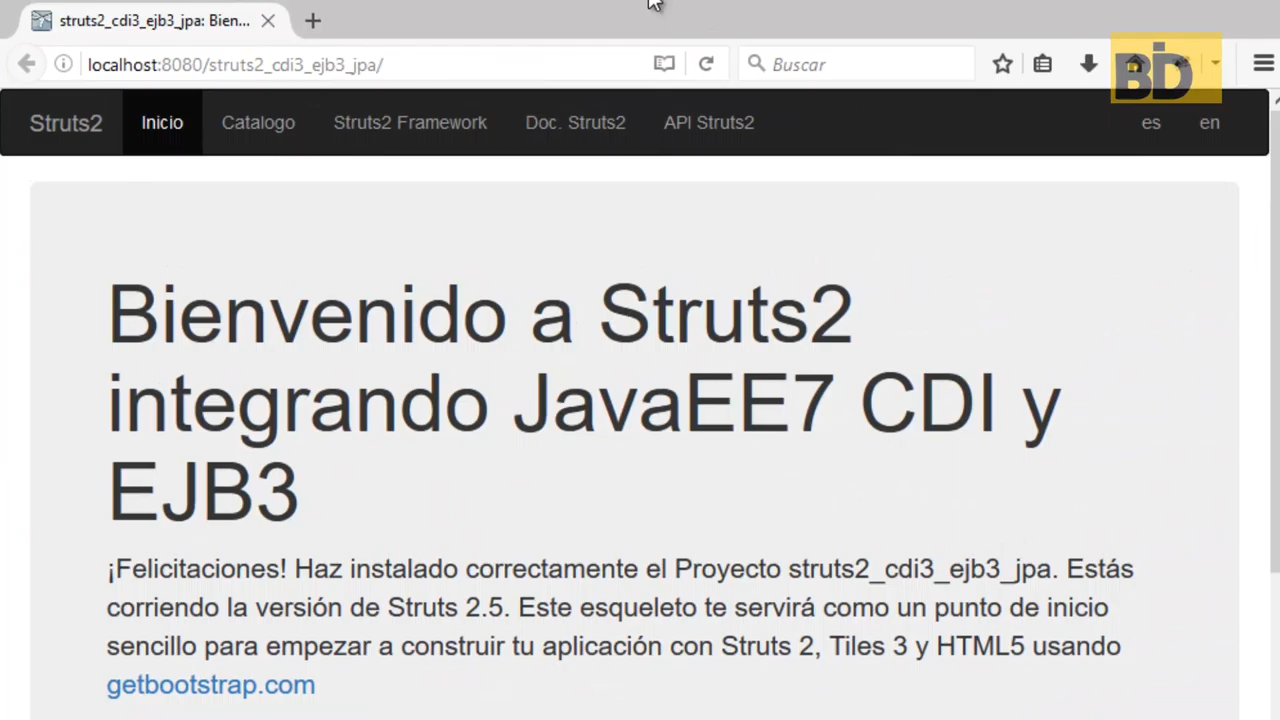 struts2_cdi3_ejb3_jpa: Bien...
localhost:8080/struts2_cdi3_ejb3_jpa/
Buscar
BID
Struts2 Inicio Catalogo Struts2 Framework Doc. Struts2 API Struts2 es en
Bienvenido a Struts2
integrando JavaEE7 CDI y
EJB3
¡Felicitaciones! Haz instalado correctamente el Proyecto struts2_cdi3_ejb3_jpa. Estás
corriendo la versión de Struts 2.5. Este esqueleto te servirá como un punto de inicio
sencillo para empezar a construir tu aplicación con Struts 2, Tiles 3 y HTML5 usando
getbootstrap.com